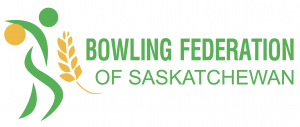 BOWLING FEDERATION
OF SASKATCHEWAN